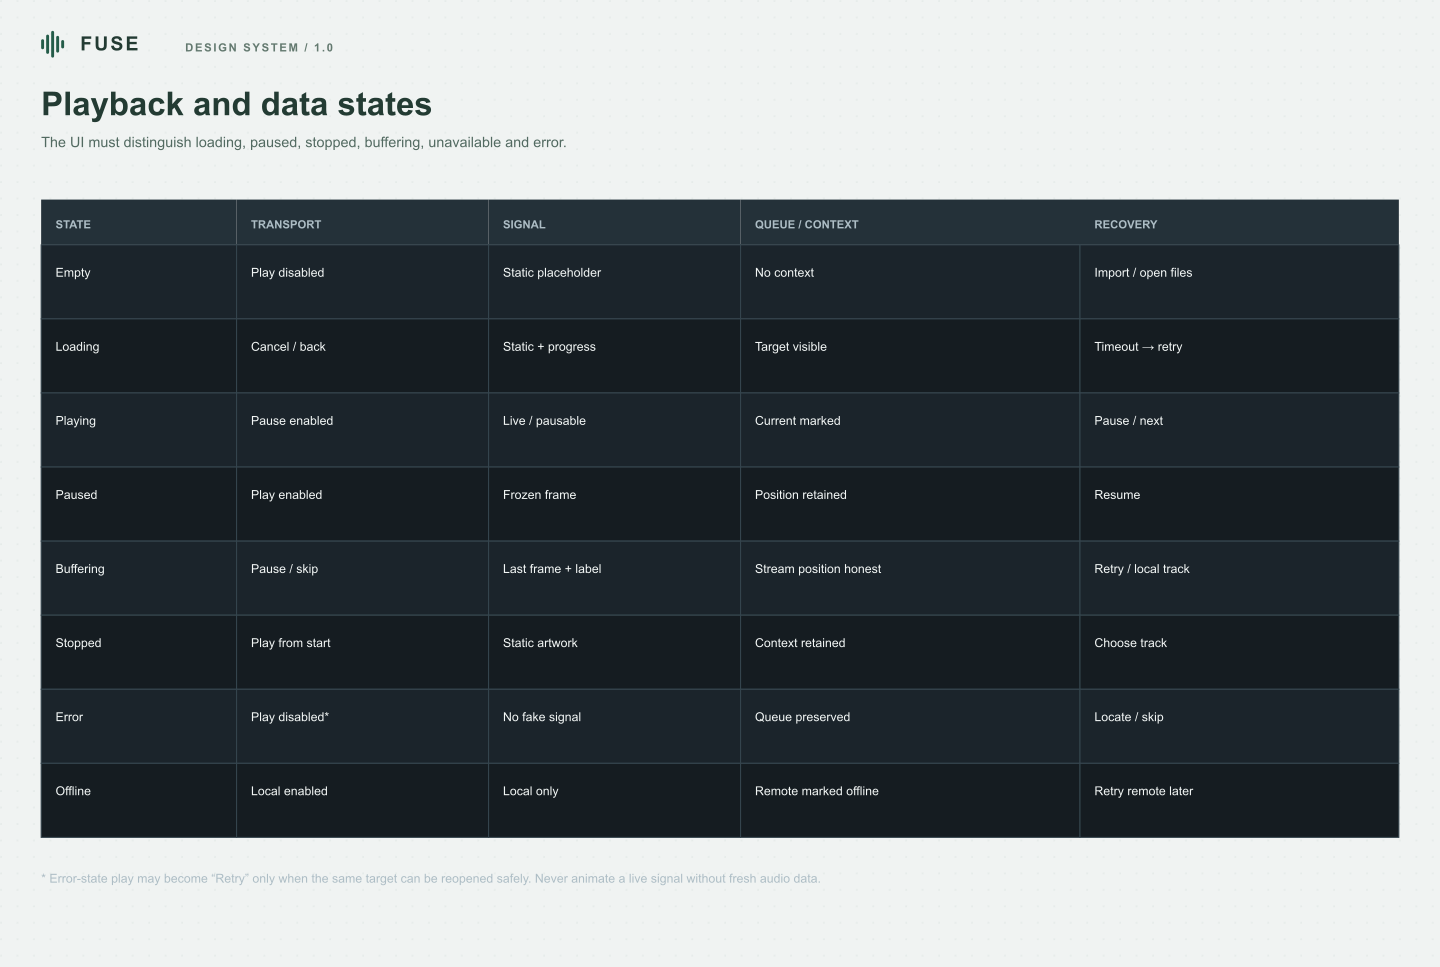 FUSE
DESIGN SYSTEM / 1.0
Playback and data states
The UI must distinguish loading, paused, stopped, buffering, unavailable and error.
STATE TRANSPORT SIGNAL QUEUE / CONTEXT RECOVERY
Empty Play disabled Static placeholder No context Import / open files
Loading Cancel / back Static + progress Target visible Timeout → retry
Playing Pause enabled Live / pausable Current marked Pause / next
Paused Play enabled Frozen frame Position retained Resume
Buffering Pause / skip Last frame + label Stream position honest Retry / local track
Stopped Play from start Static artwork Context retained Choose track
Error Play disabled* No fake signal Queue preserved Locate / skip
Offline Local enabled Local only Remote marked offline Retry remote later
* Error-state play may become “Retry” only when the same target can be reopened safely. Never animate a live signal without fresh audio data.